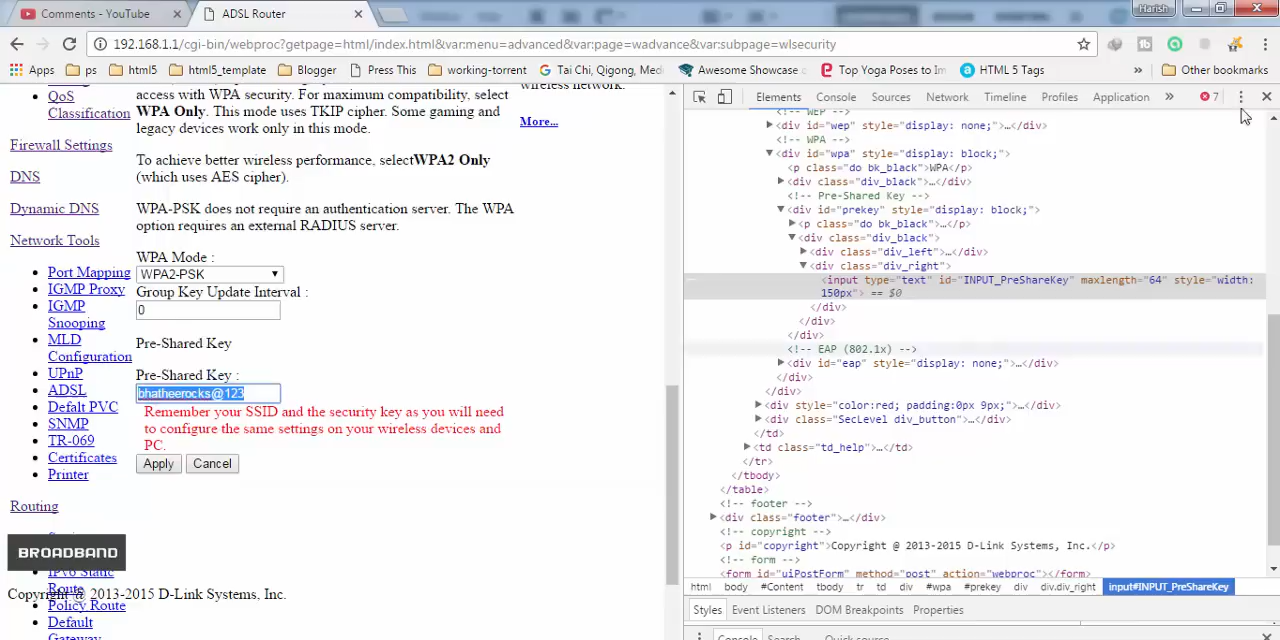 Comments - YouTube
ADSL Router
Harish
192.168.1.1/cgi-bin/webproc?getpage=html/index.html&var:menu=advanced&var:page=wadvance&var:subpage=wlsecurity
Apps ps html5 html5_template Blogger Press This working-torrent Tai Chi, Qigong, Med Awesome Showcase Top Yoga Poses to Im HTML 5 Tags » Other bookmarks
QoS
Classification
Firewall Settings
DNS
Dynamic DNS
Network Tools
Port Mapping
IGMP Proxy
IGMP
Snooping
MLD
Configuration
UPnP
ADSL
Defalt PVC
SNMP
TR-069
Certificates
Printer
Routing
BROADBAND
IPv6 Static
Route
Policy Route
Default
Gateway
access with WPA security. For maximum compatibility, select
WPA Only. This mode uses TKIP cipher. Some gaming and
legacy devices work only in this mode.
To achieve better wireless performance, selectWPA2 Only
(which uses AES cipher).
WPA-PSK does not require an authentication server. The WPA
option requires an external RADIUS server.
WPA Mode :
WPA2-PSK
Group Key Update Interval :
0
Pre-Shared Key
Pre-Shared Key :
bhatheerocks@123
Remember your SSID and the security key as you will need
to configure the same settings on your wireless devices and
PC.
Apply Cancel
Copyright @ 2013-2015 D-Link Systems, Inc.
wireless network.
More...
Elements Console Sources Network Timeline Profiles Application » 7
<!-- WEP -->
<div id="wep" style="display: none;">…</div>
<!-- WPA -->
<div id="wpa" style="display: block;">
<p class="do bk_black">WPA</p>
<div class="div_black">…</div>
<!-- Pre-Shared Key -->
<div id="prekey" style="display: block;">
<p class="do bk_black">…</p>
<div class="div_black">
<div class="div_left">…</div>
<div class="div_right">
<input type="text" id="INPUT_PreShareKey" maxlength="64" style="width:
150px"> == $0
</div>
</div>
</div>
<!-- EAP (802.1x) -->
<div id="eap" style="display: none;">…</div>
</div>
<div style="color:red; padding:0px 9px;">…</div>
<div class="SecLevel div_button">…</div>
</td>
<td class="td_help">…</td>
</tr>
</tbody>
</table>
<!-- footer -->
<div class="footer">…</div>
<!-- copyright -->
<p id="copyright">Copyright @ 2013-2015 D-Link Systems, Inc.</p>
<!-- form -->
<form id="uiPostForm" method="post" action="webproc"></form>
html body #Content tbody tr td div #wpa #prekey div div.div_right input#INPUT_PreShareKey
Styles Event Listeners DOM Breakpoints Properties
Console Search Quick source